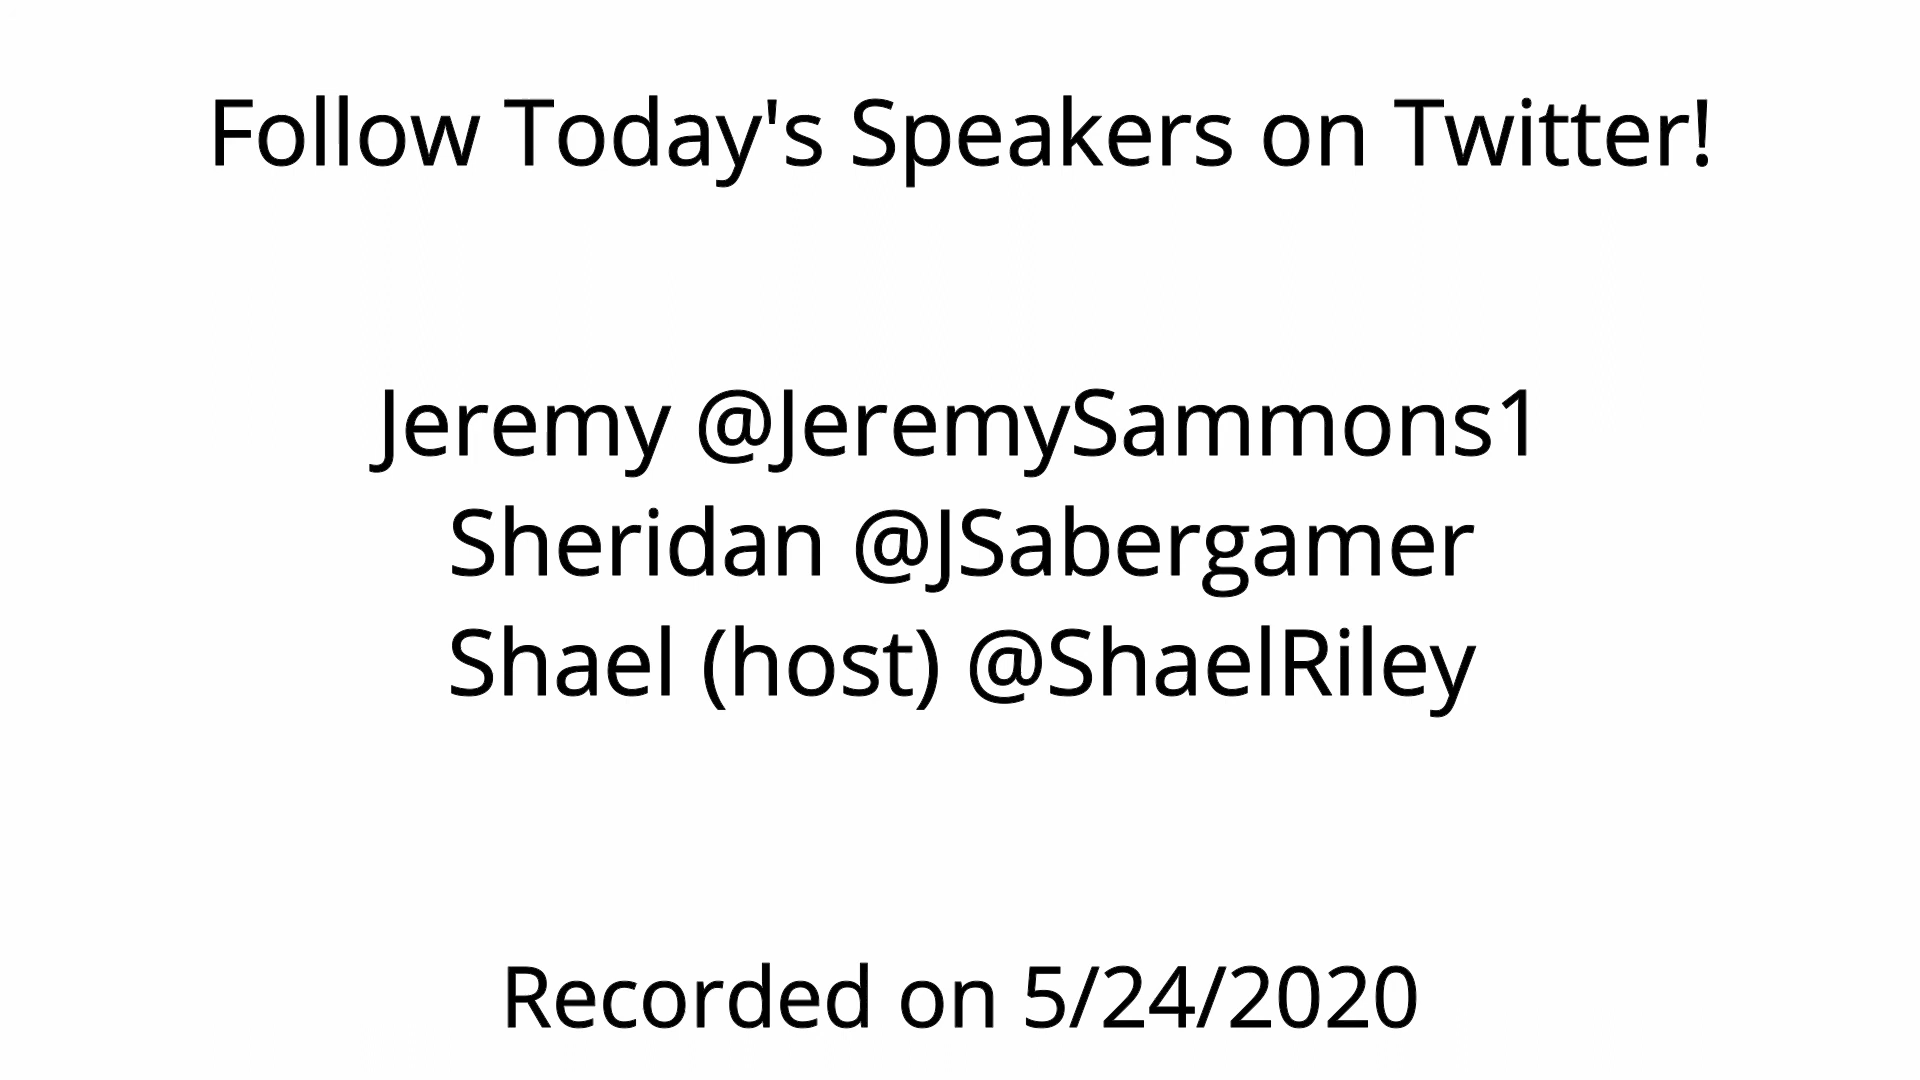 Follow Today's Speakers on Twitter!
Jeremy @JeremySammons1
Sheridan @JSabergamer
Shael (host) @ShaelRiley
Recorded on 5/24/2020